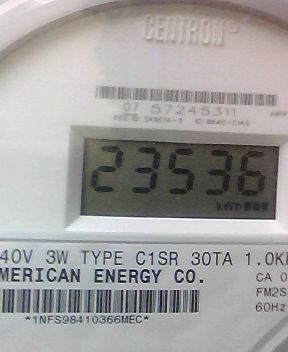 CENTRON®
07 57245311
23536
kWh
40V 3W TYPE C1SR 30TA 1.0K
MERICAN ENERGY CO.
CA 0
FM2S
60Hz
*1NFS98410366MEC*